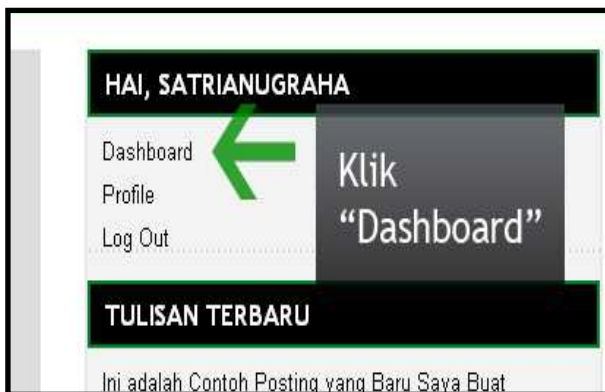 HAI, SATRIANUGRAHA
Dashboard
Profile
Log Out
Klik
“Dashboard”
TULISAN TERBARU
Ini adalah Contoh Posting yang Baru Saya Buat